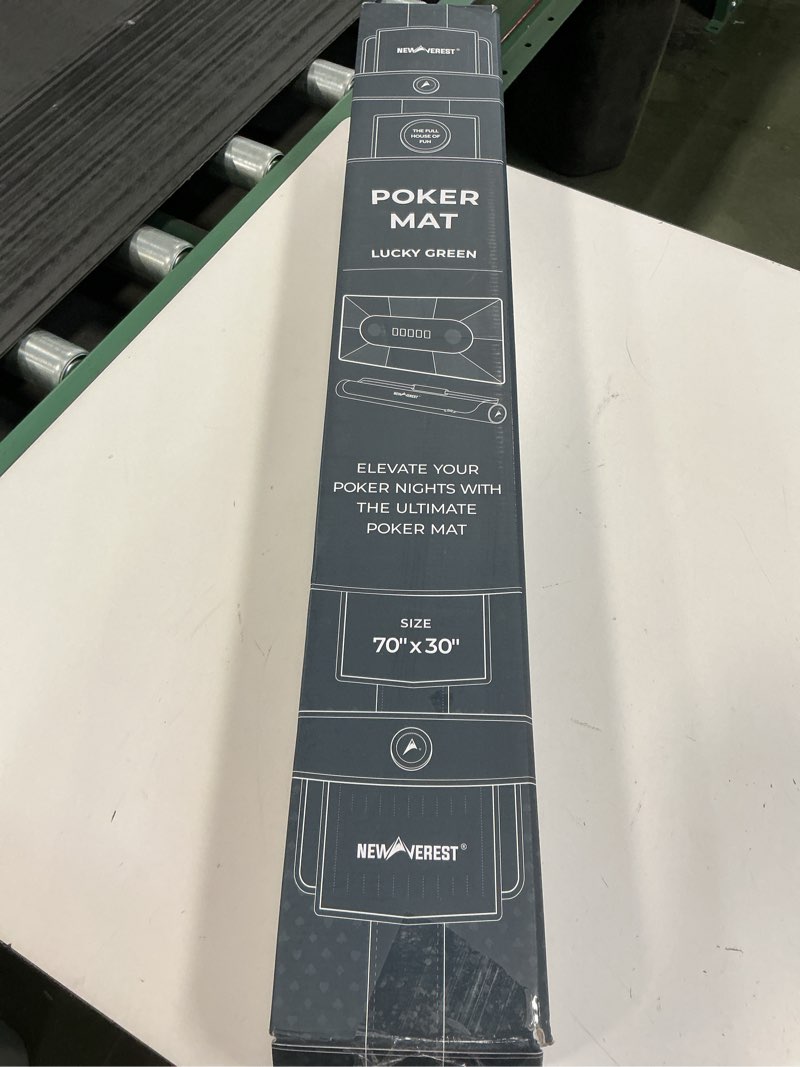 NEWVEREST®
THE FULL
HOUSE OF
FUN
POKER
MAT
LUCKY GREEN
NEWVEREST
ELEVATE YOUR
POKER NIGHTS WITH
THE ULTIMATE
POKER MAT
SIZE
70" x 30"
NEWVEREST®